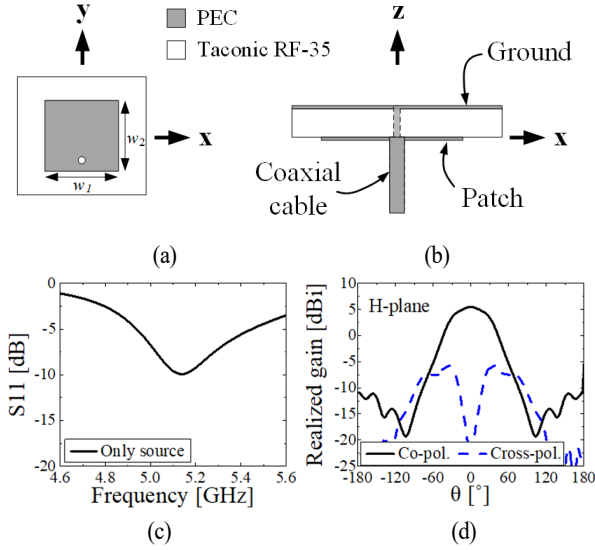 PEC
Taconic RF-35
y
x
w1
w2
(a)
z
x
Ground
Coaxial
cable
Patch
(b)
S11 [dB]
0
-5
-10
-15
-20
4.6
4.8
5.0
5.2
5.4
5.6
Only source
Frequency [GHz]
(c)
Realized gain [dBi]
10
5
0
-5
-10
-15
-20
-25
H-plane
Co-pol.
Cross-pol.
-180
-120
-60
0
60
120
180
θ [°]
(d)